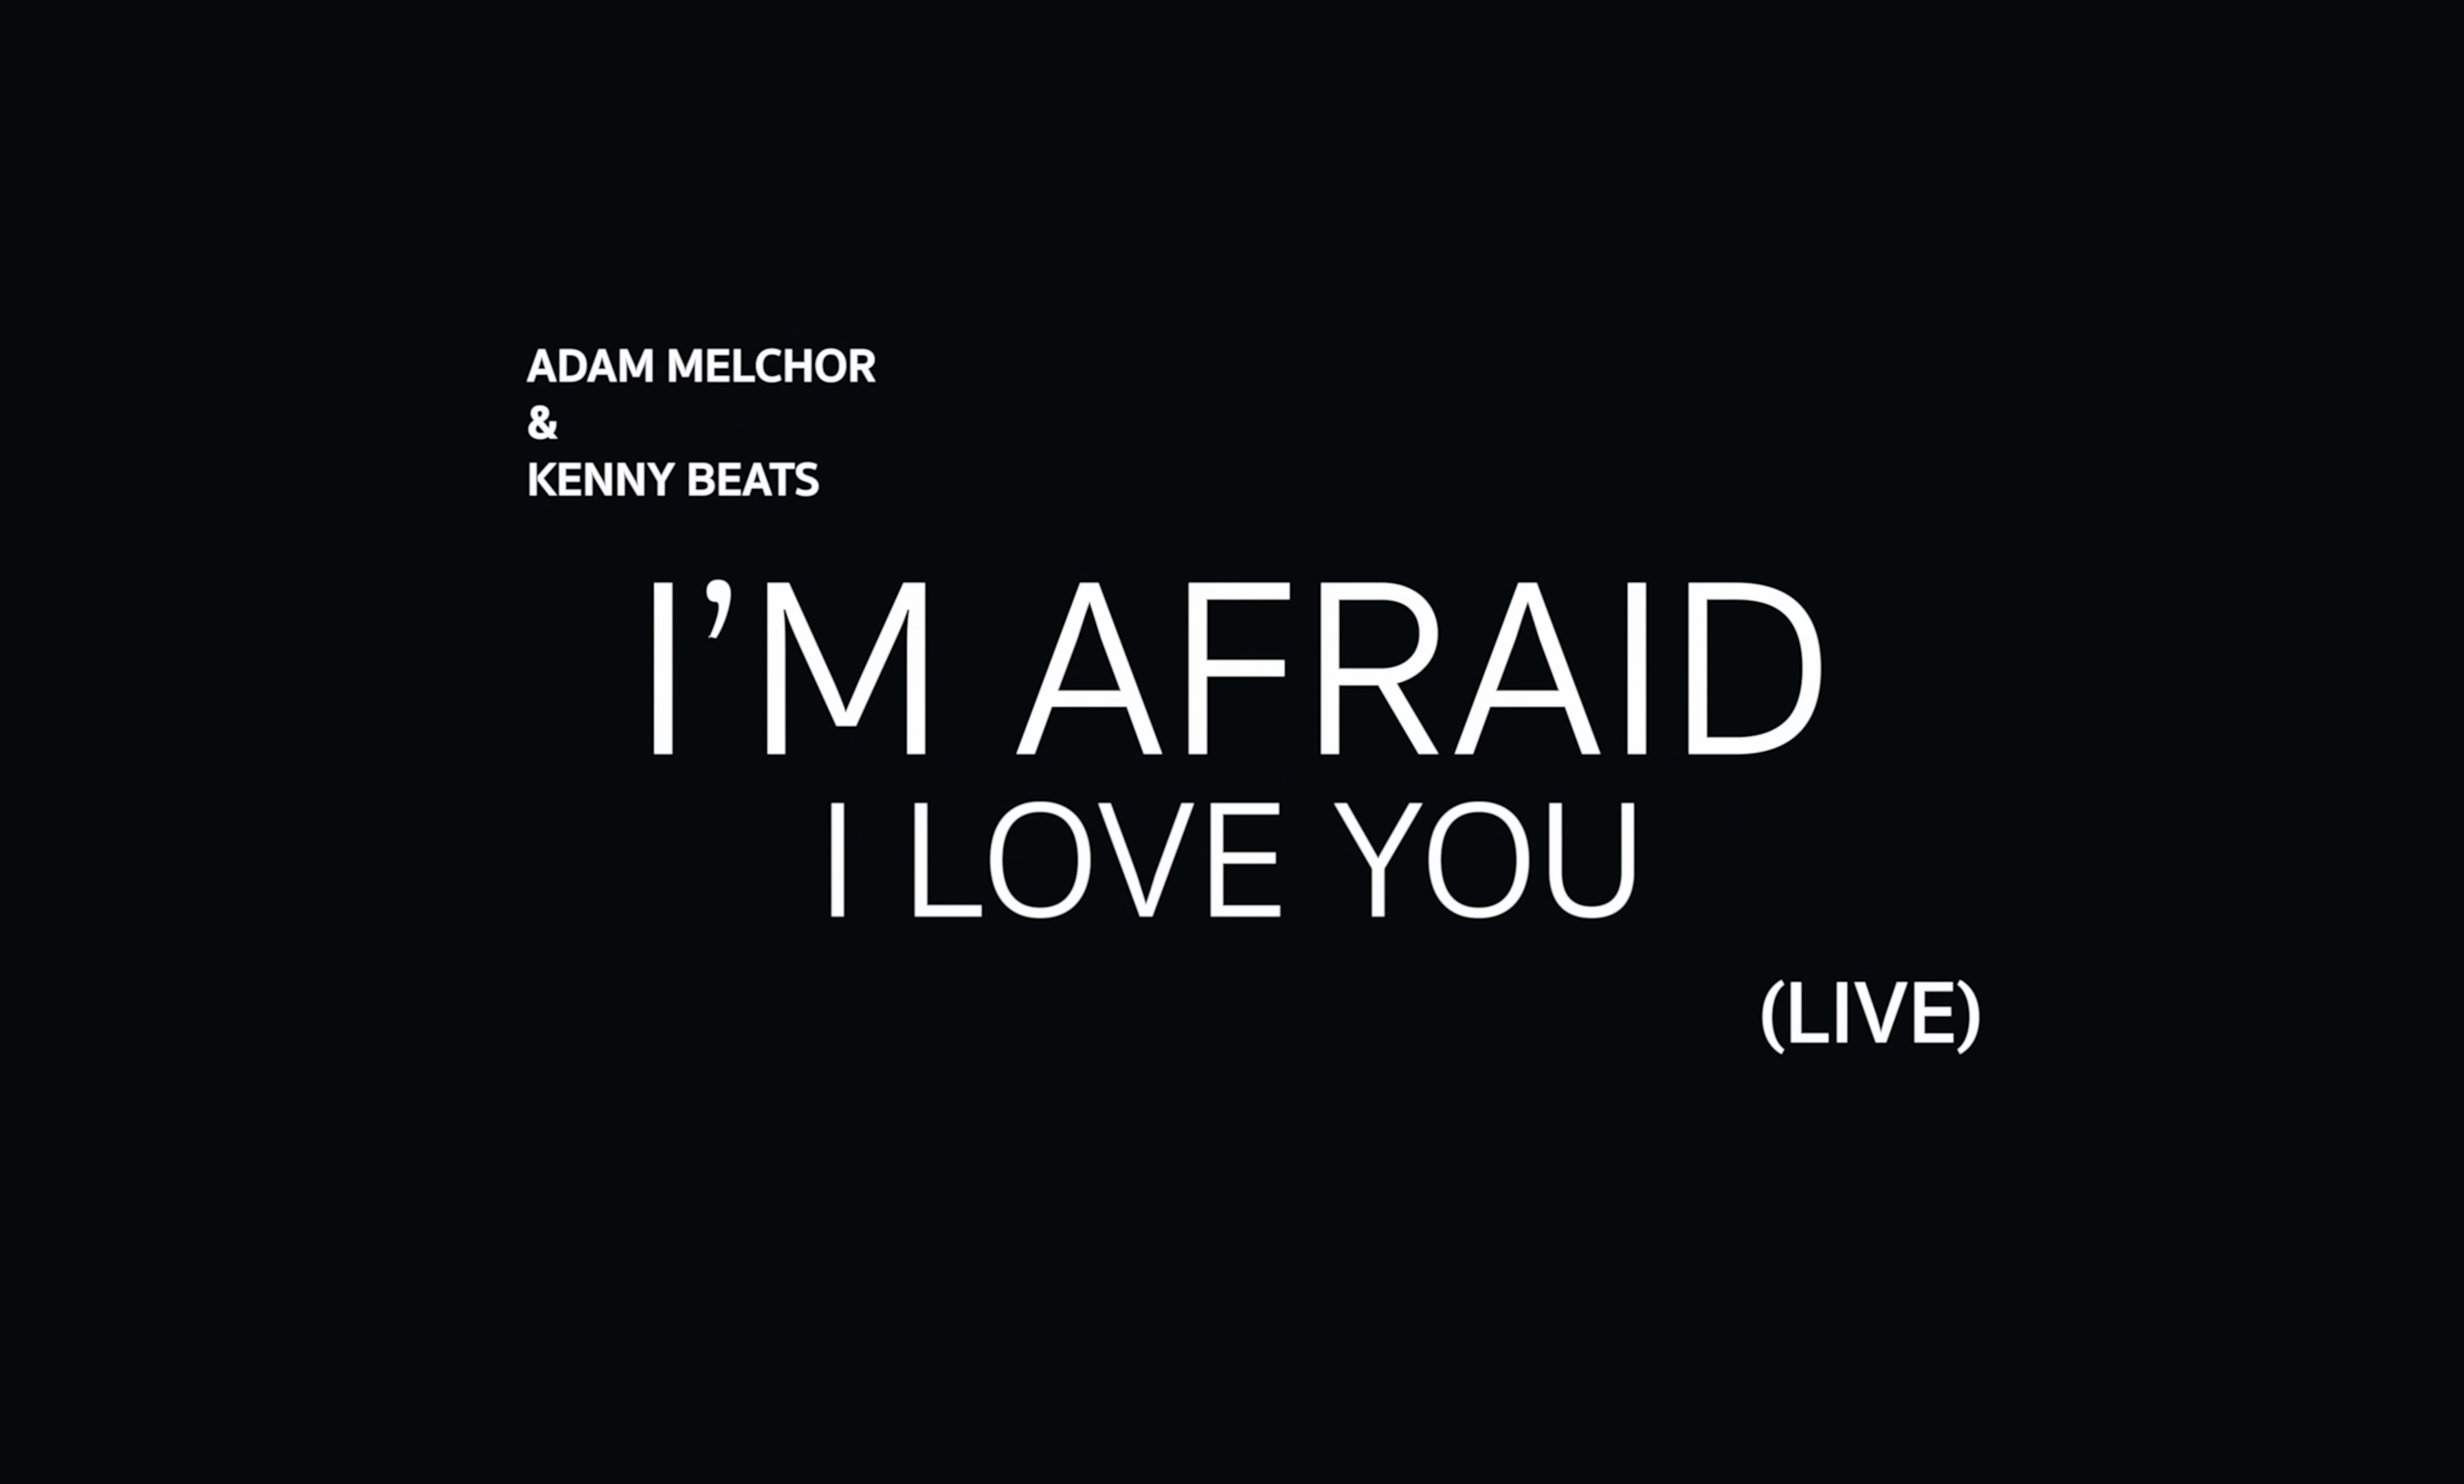 ADAM MELCHOR
&
KENNY BEATS
I’M AFRAID
I LOVE YOU
(LIVE)